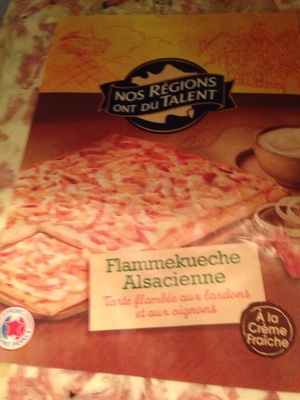 NOS RÉGIONS
ONT DU TALENT
Flammekueche
Alsacienne
Tarte flambée aux lardons
et aux oignons
À la
Crème
Fraîche